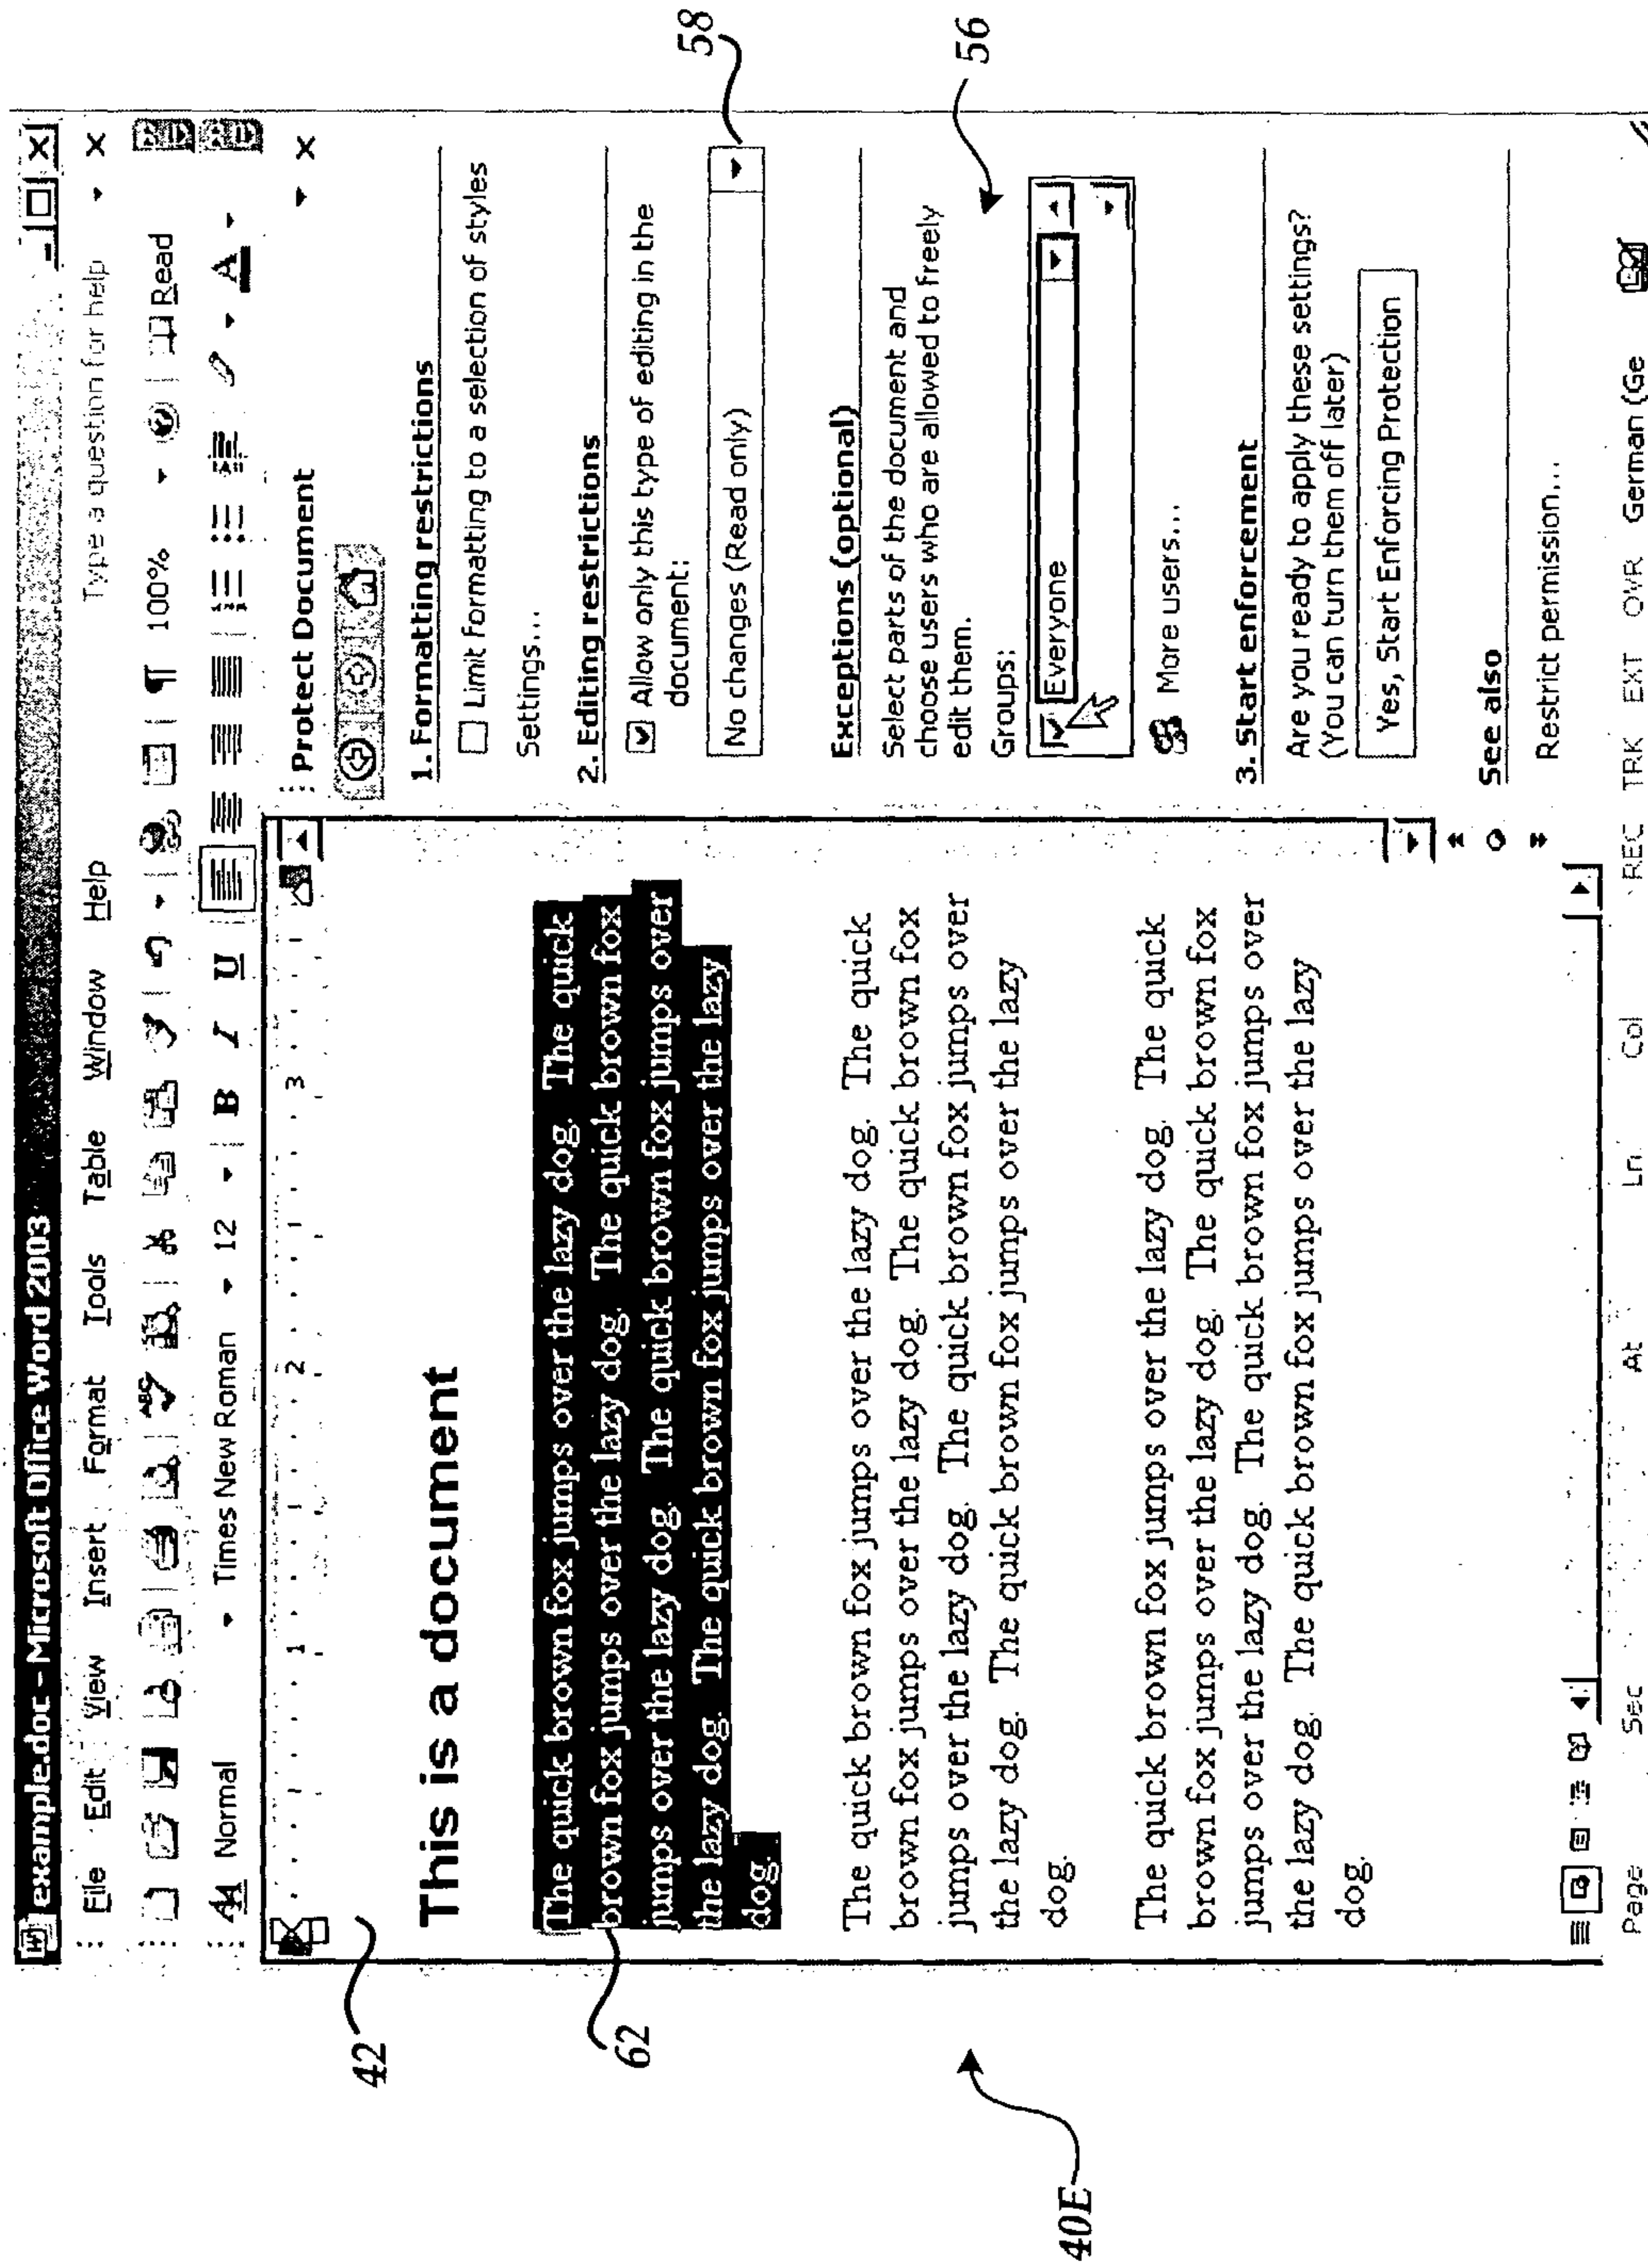 example.doc - Microsoft Office Word 2003
File Edit View Insert Format Tools Table Window Help Type a question for help
100% Read
Normal Times New Roman 12 B I U A
1 2 3
Protect Document
1. Formatting restrictions
Limit formatting to a selection of styles
Settings...
2. Editing restrictions
Allow only this type of editing in the
document:
No changes (Read only)
58
Exceptions (optional)
Select parts of the document and
choose users who are allowed to freely
edit them.
56
Groups:
Everyone
More users...
3. Start enforcement
Are you ready to apply these settings?
(You can turn them off later)
Yes, Start Enforcing Protection
See also
Restrict permission...
42
This is a document
62
The quick brown fox jumps over the lazy dog. The quick
brown fox jumps over the lazy dog. The quick brown fox
jumps over the lazy dog. The quick brown fox jumps over
the lazy dog. The quick brown fox jumps over the lazy
dog.
The quick brown fox jumps over the lazy dog. The quick
brown fox jumps over the lazy dog. The quick brown fox
jumps over the lazy dog. The quick brown fox jumps over
the lazy dog. The quick brown fox jumps over the lazy
dog.
The quick brown fox jumps over the lazy dog. The quick
brown fox jumps over the lazy dog. The quick brown fox
jumps over the lazy dog. The quick brown fox jumps over
the lazy dog. The quick brown fox jumps over the lazy
dog.
Page Sec At Ln Col REC TRK EXT OVR German (Ge
40E